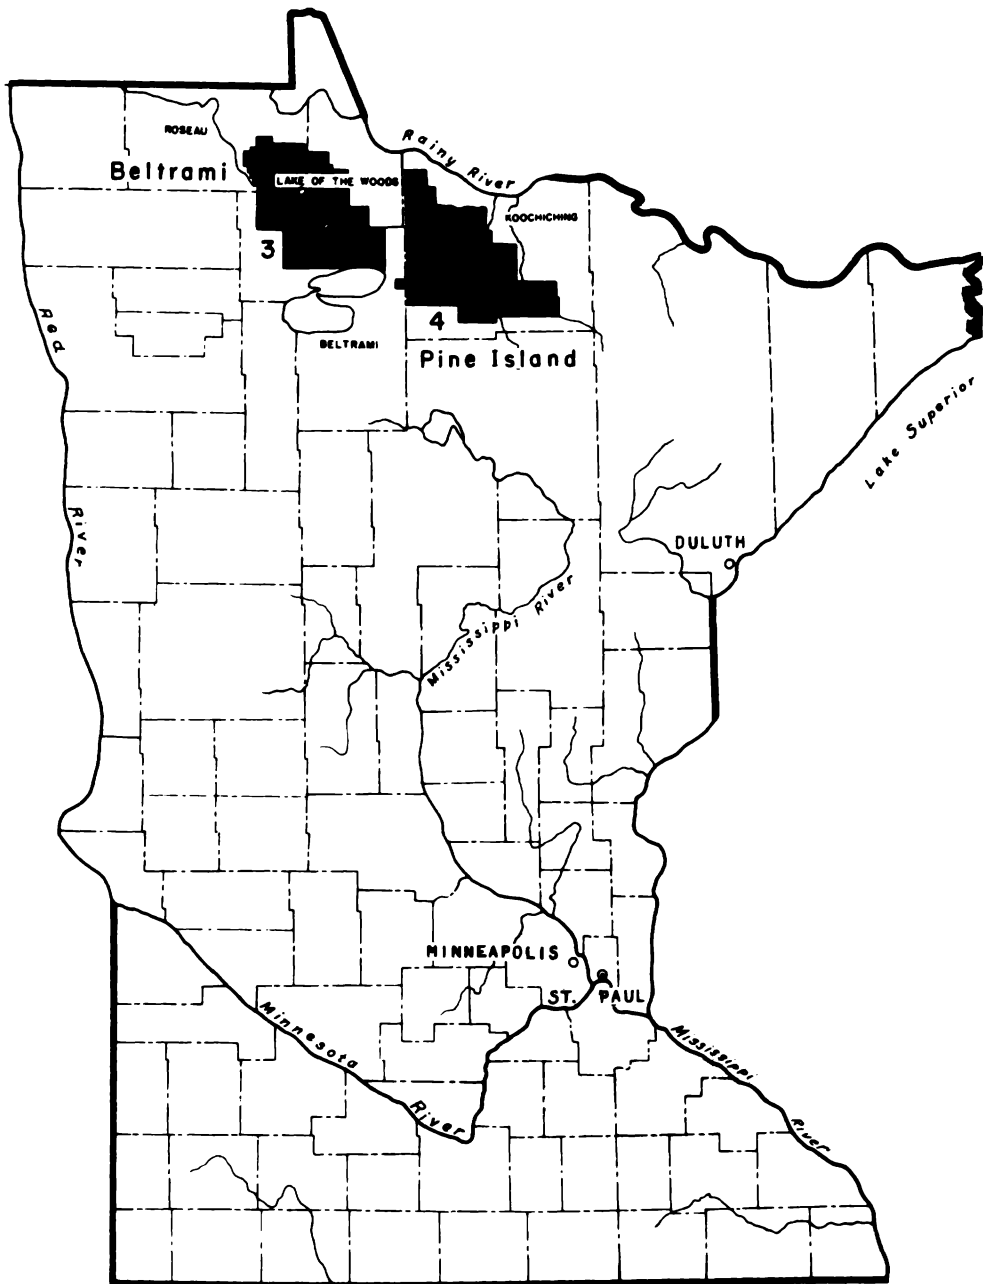 Rainy River
ROSEAU
Beltrami
LAKE OF THE WOODS
KOOCHICHING
3
4
BELTRAMI
Pine Island
Red
River
Lake Superior
DULUTH
Mississippi River
MINNEAPOLIS
ST. PAUL
Minnesota
River
Mississippi
River